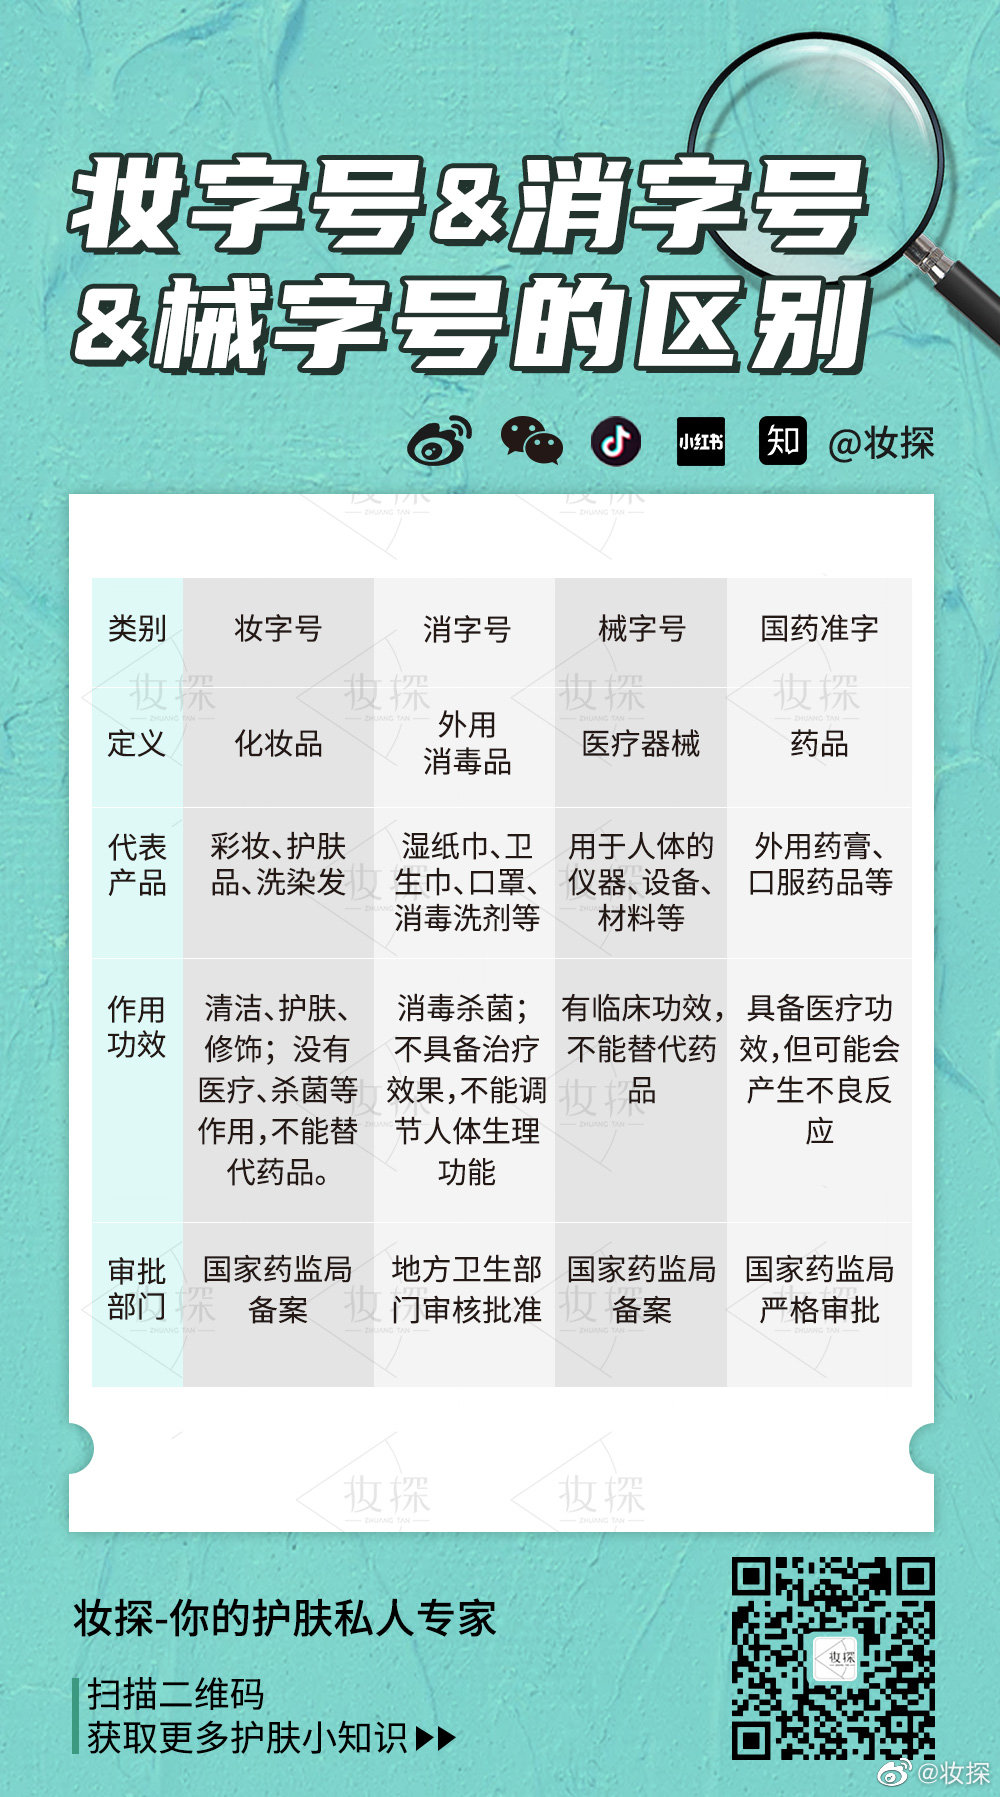 妆字号&消字号
&械字号的区别
小红书
知
@妆探
类别
妆字号
消字号
械字号
国药准字
定义
化妆品
外用
消毒品
医疗器械
药品
代表
产品
彩妆、护肤
品、洗染发
湿纸巾、卫
生巾、口罩、
消毒洗剂等
用于人体的
仪器、设备、
材料等
外用药膏、
口服药品等
作用
功效
清洁、护肤、
修饰；没有
医疗、杀菌等
作用，不能替
代药品。
消毒杀菌；
不具备治疗
效果，不能调
节人体生理
功能
有临床功效，
不能替代药
品
具备医疗功
效，但可能会
产生不良反
应
审批
部门
国家药监局
备案
地方卫生部
门审核批准
国家药监局
备案
国家药监局
严格审批
妆探
ZHUANG TAN
妆探-你的护肤私人专家
扫描二维码
获取更多护肤小知识
妆探
@妆探